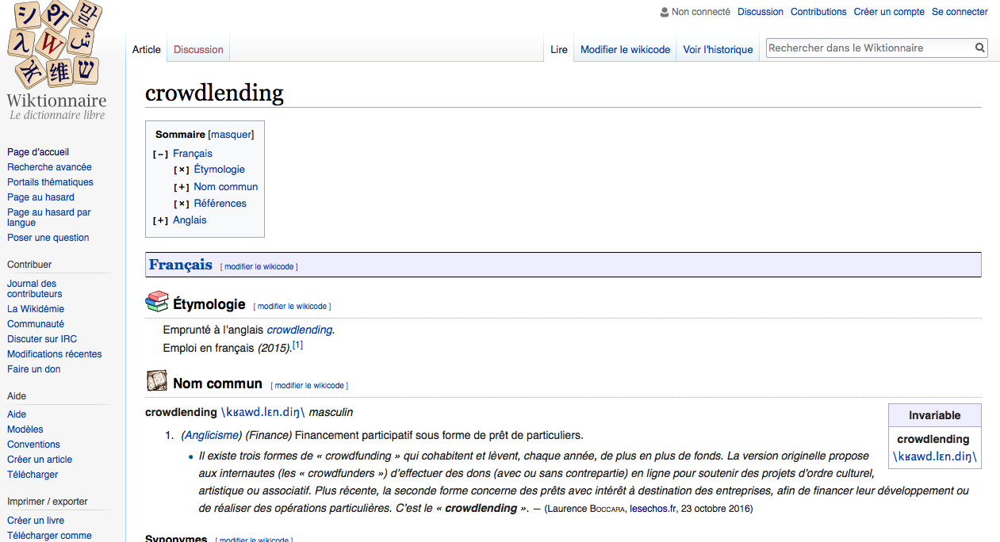 Non connecté Discussion Contributions Créer un compte Se connecter
シ 말
λ W ش
维 ש
Wiktionnaire
Le dictionnaire libre
Article Discussion Lire Modifier le wikicode Voir l'historique Rechercher dans le Wiktionnaire
Page d'accueil
Recherche avancée
Portails thématiques
Page au hasard
Page au hasard par
langue
Poser une question
Contribuer
Journal des
contributeurs
La Wikidémie
Communauté
Discuter sur IRC
Modifications récentes
Faire un don
Aide
Aide
Modèles
Conventions
Créer un article
Télécharger
Imprimer / exporter
Créer un livre
Télécharger comme
crowdlending
Sommaire [masquer]
[−] Français
[×] Étymologie
[+] Nom commun
[×] Références
[+] Anglais
Français [ modifier le wikicode ]
Étymologie [ modifier le wikicode ]
Emprunté à l’anglais crowdlending.
Emploi en français (2015).[1]
Nom commun [ modifier le wikicode ]
crowdlending \kʁawd.lɛn.diŋ\ masculin
Invariable
crowdlending
\kʁawd.lɛn.diŋ\
1. (Anglicisme) (Finance) Financement participatif sous forme de prêt de particuliers.
• Il existe trois formes de « crowdfunding » qui cohabitent et lèvent, chaque année, de plus en plus de fonds. La version originelle propose
aux internautes (les « crowdfunders ») d’effectuer des dons (avec ou sans contrepartie) en ligne pour soutenir des projets d’ordre culturel,
artistique ou associatif. Plus récente, la seconde forme concerne des prêts avec intérêt à destination des entreprises, afin de financer leur développement ou
de réaliser des opérations particulières. C’est le « crowdlending ». — (Laurence BOCCARA, lesechos.fr, 23 octobre 2016)
Synonymes [ modifier le wikicode ]